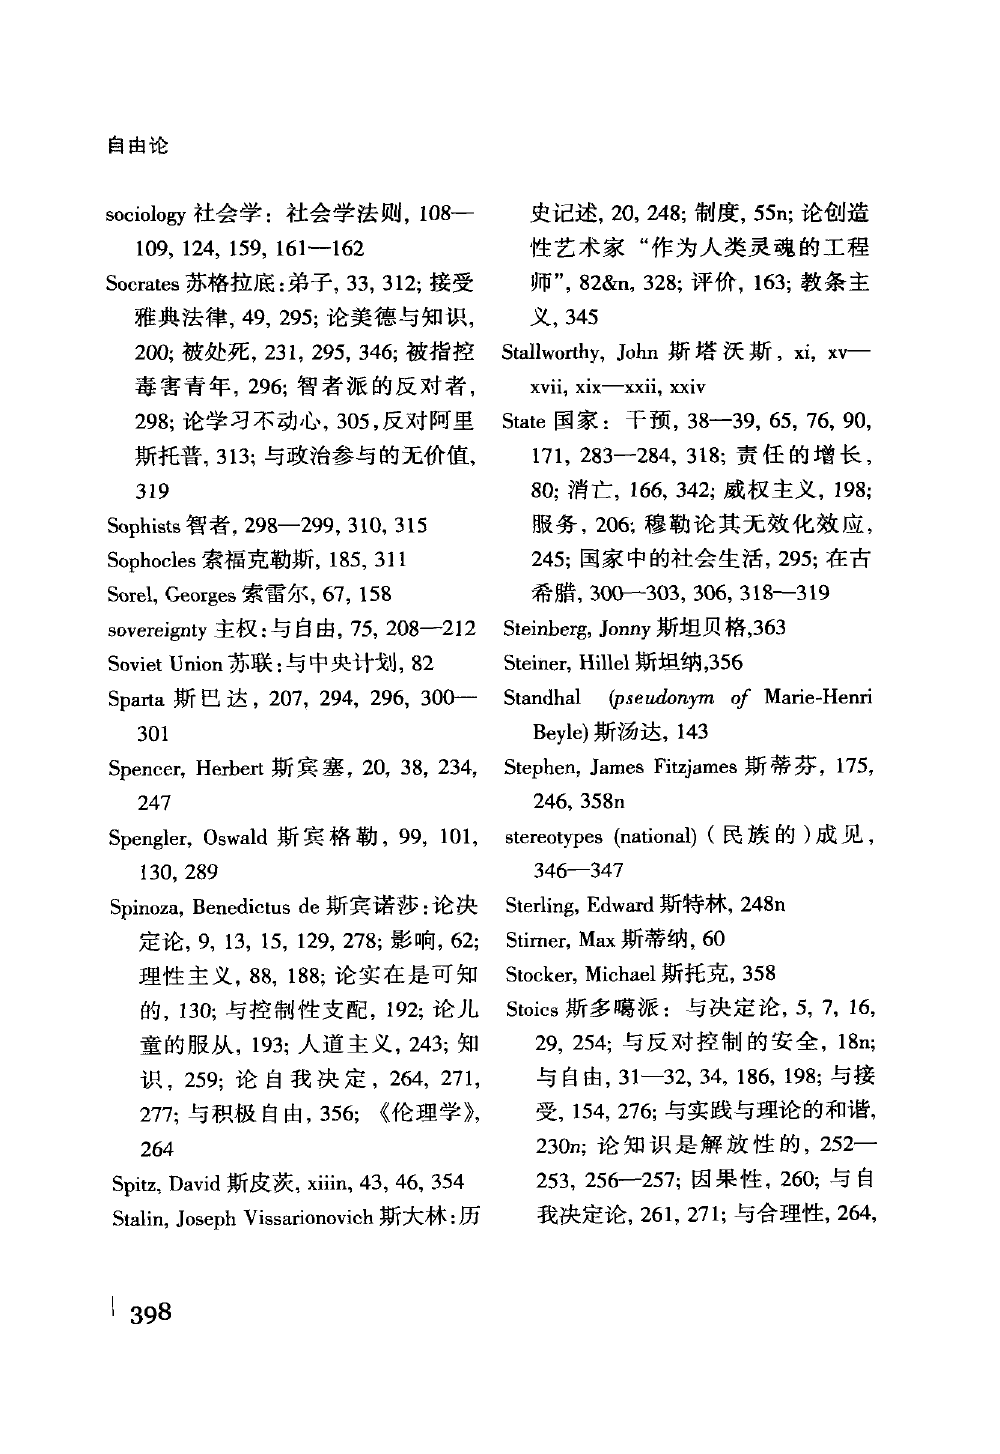 自由论
sociology 社会学：社会学法则, 108—
109, 124, 159, 161—162
Socrates 苏格拉底:弟子, 33, 312; 接受
雅典法律, 49, 295; 论美德与知识,
200; 被处死, 231, 295, 346; 被指控
毒害青年, 296; 智者派的反对者,
298; 论学习不动心, 305,反对阿里
斯托普, 313; 与政治参与的无价值,
319
Sophists 智者, 298—299, 310, 315
Sophocles 索福克勒斯, 185, 311
Sorel, Georges 索雷尔, 67, 158
sovereignty 主权:与自由, 75, 208—212
Soviet Union 苏联:与中央计划, 82
Sparta 斯巴达, 207, 294, 296, 300—
301
Spencer, Herbert 斯宾塞, 20, 38, 234,
247
Spengler, Oswald 斯宾格勒, 99, 101,
130, 289
Spinoza, Benedictus de 斯宾诺莎:论决
定论, 9, 13, 15, 129, 278; 影响, 62;
理性主义, 88, 188; 论实在是可知
的, 130; 与控制性支配, 192; 论儿
童的服从, 193; 人道主义, 243; 知
识, 259; 论自我决定, 264, 271,
277; 与积极自由, 356; 《伦理学》,
264
Spitz, David 斯皮茨, xiiin, 43, 46, 354
Stalin, Joseph Vissarionovich 斯大林:历
史记述, 20, 248; 制度, 55n; 论创造
性艺术家“作为人类灵魂的工程
师”, 82&n, 328; 评价, 163; 教条主
义, 345
Stallworthy, John 斯塔沃斯, xi, xv—
xvii, xix—xxii, xxiv
State 国家：干预, 38—39, 65, 76, 90,
171, 283—284, 318; 责任的增长,
80; 消亡, 166, 342; 威权主义, 198;
服务, 206; 穆勒论其无效化效应,
245; 国家中的社会生活, 295; 在古
希腊, 300—303, 306, 318—319
Steinberg, Jonny 斯坦贝格,363
Steiner, Hillel 斯坦纳,356
Standhal (pseudonym of Marie-Henri
Beyle) 斯汤达, 143
Stephen, James Fitzjames 斯蒂芬, 175,
246, 358n
stereotypes (national)（民族的）成见,
346—347
Sterling, Edward 斯特林, 248n
Stirner, Max 斯蒂纳, 60
Stocker, Michael 斯托克, 358
Stoics 斯多噶派：与决定论, 5, 7, 16,
29, 254; 与反对控制的安全, 18n;
与自由, 31—32, 34, 186, 198; 与接
受, 154, 276; 与实践与理论的和谐,
230n; 论知识是解放性的, 252—
253, 256—257; 因果性, 260; 与自
我决定论, 261, 271; 与合理性, 264,
398